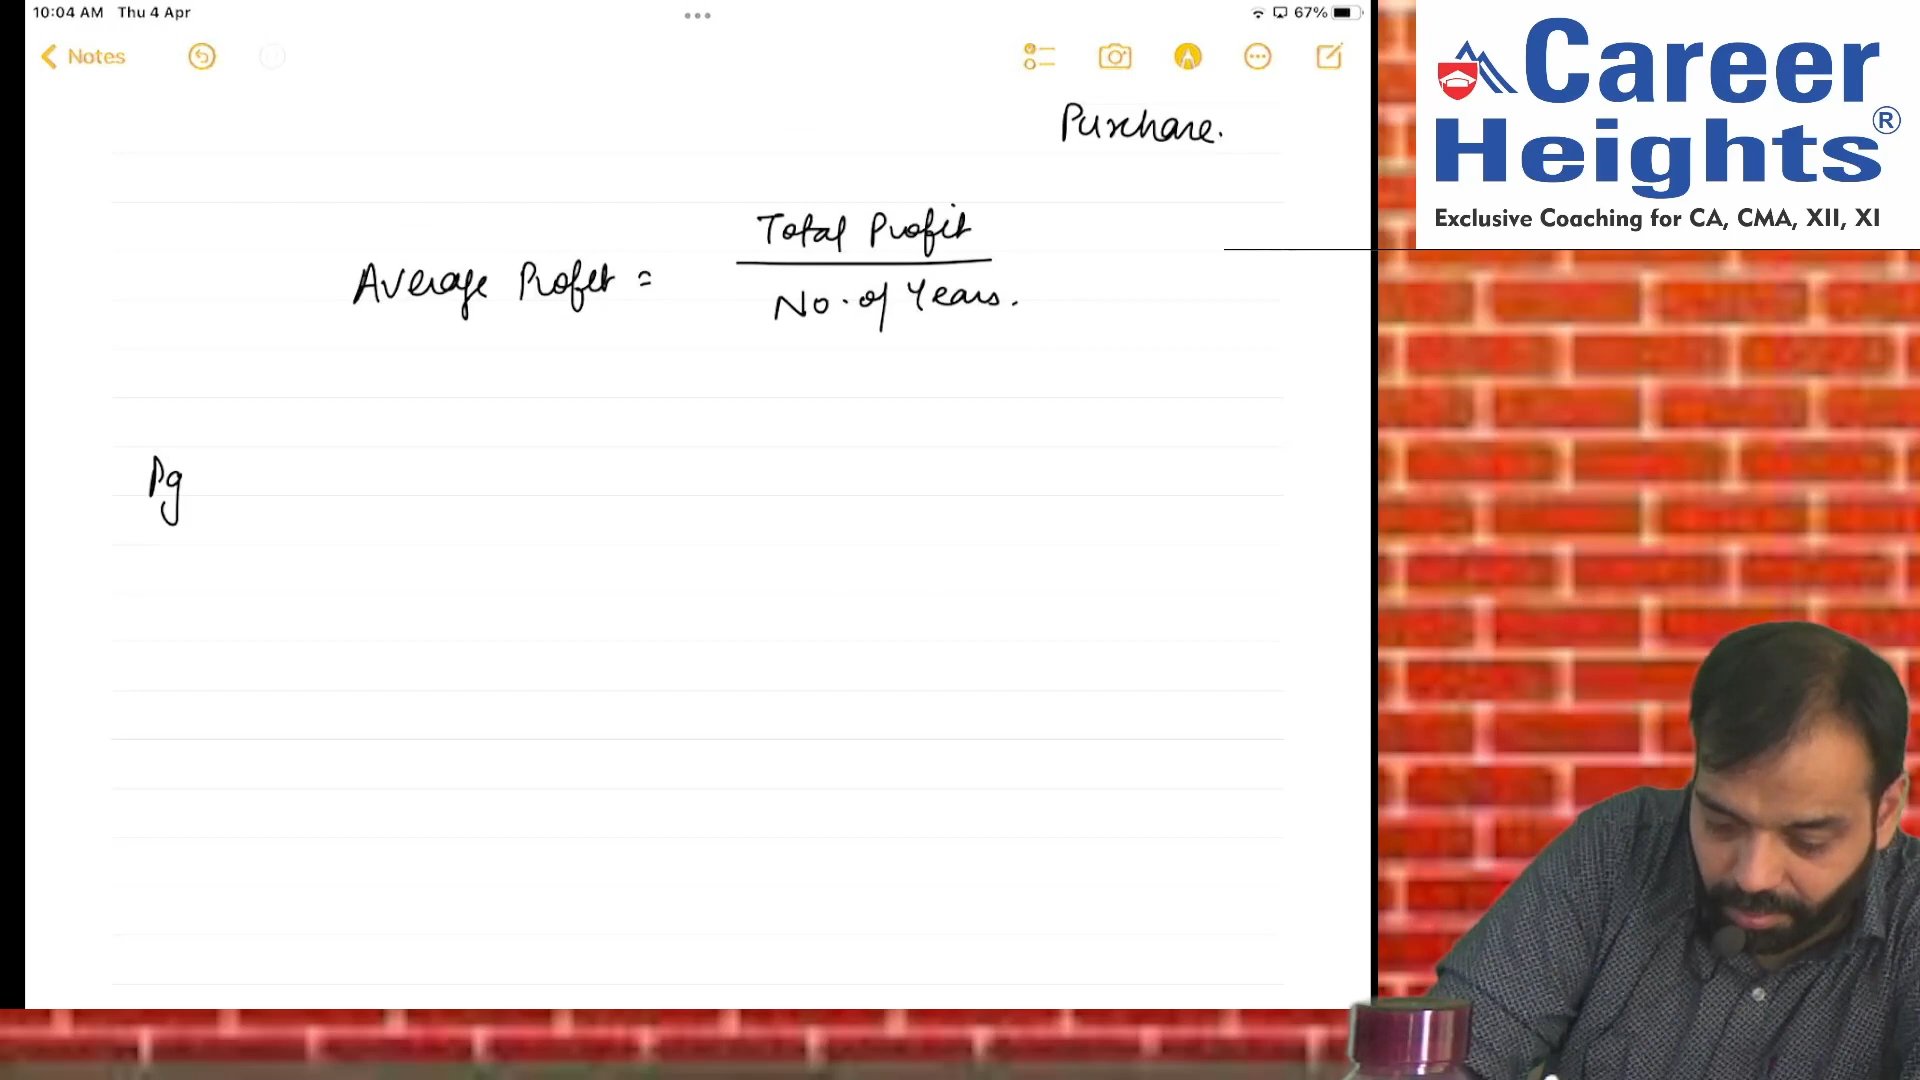 10:04 AM Thu 4 Apr
67%
Notes
Purchase.
Average Profit = Total Profit
No. of Years.
Pg
Career
Heights®
Exclusive Coaching for CA, CMA, XII, XI